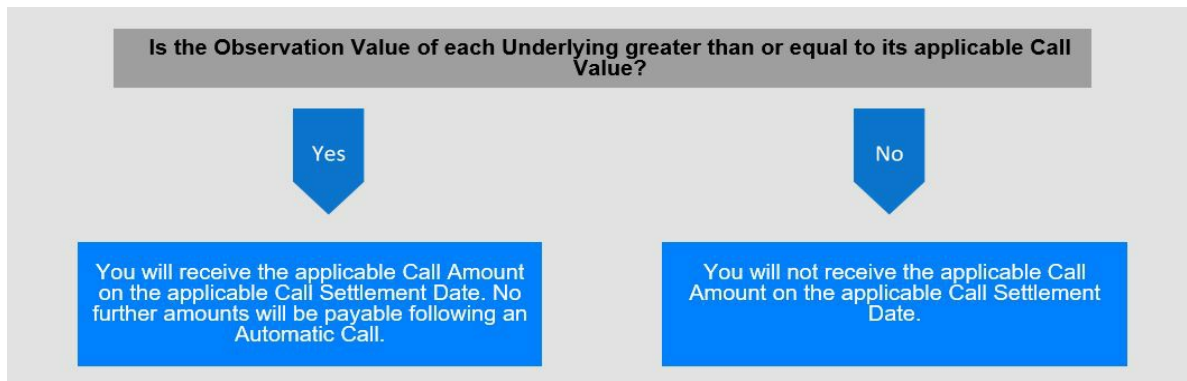 Is the Observation Value of each Underlying greater than or equal to its applicable Call
Value?
Yes
No
You will receive the applicable Call Amount
on the applicable Call Settlement Date. No
further amounts will be payable following an
Automatic Call.
You will not receive the applicable Call
Amount on the applicable Call Settlement
Date.